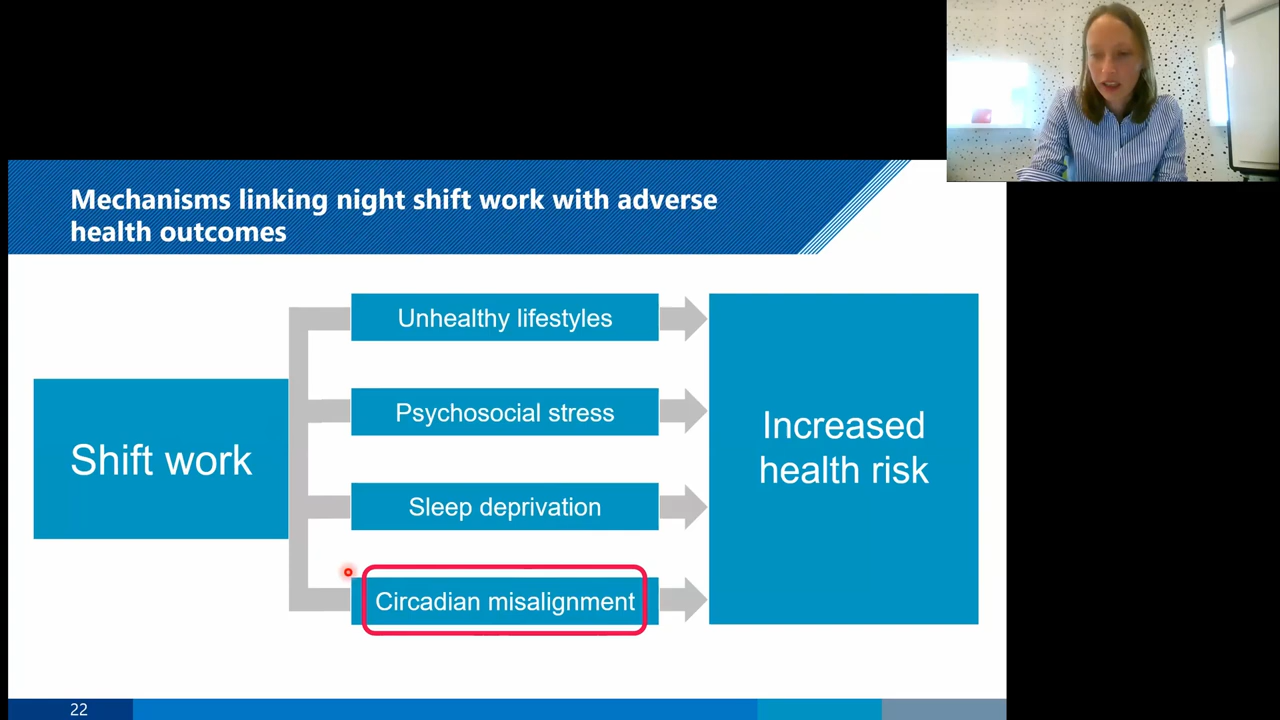 Mechanisms linking night shift work with adverse
health outcomes
Shift work
Unhealthy lifestyles
Psychosocial stress
Sleep deprivation
Circadian misalignment
Increased
health risk
22